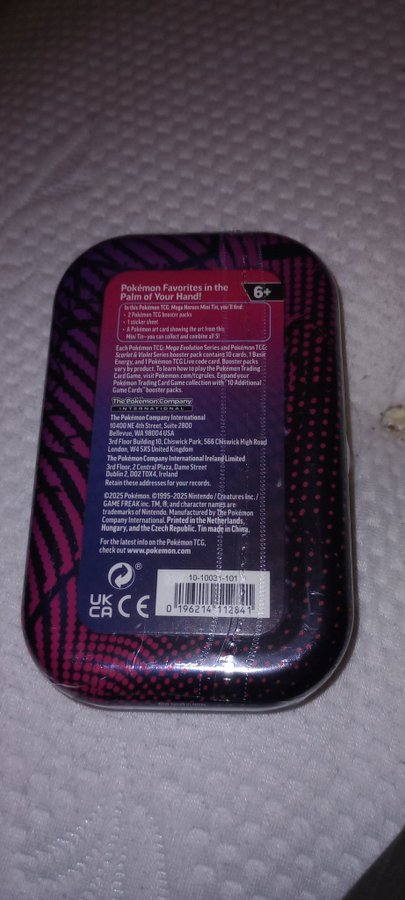 Pokémon Favorites in the
Palm of Your Hand!
6+
In this Pokémon TCG: Mega Heroes Mini Tin, you'll find:
• 2 Pokémon TCG booster packs
• 1 sticker sheet
• A Pokémon art card showing the art from this
Mini Tin—you can collect and combine all 5!
Each Pokémon TCG: Mega Evolution Series and Pokémon TCG:
Scarlet & Violet Series booster pack contains 10 cards, 1 Basic
Energy, and 1 Pokémon TCG Live code card. Booster packs
vary by product. To learn how to play the Pokémon Trading
Card Game, visit Pokemon.com/tcgrules. Expand your
Pokémon Trading Card Game collection with "10 Additional
Game Cards" booster packs.
The Pokémon Company
INTERNATIONAL
The Pokémon Company International
10400 NE 4th Street, Suite 2800
Bellevue, WA 98004 USA
3rd Floor Building 10, Chiswick Park, 566 Chiswick High Road
London, W4 5XS United Kingdom
The Pokémon Company International Ireland Limited
3rd Floor, 2 Central Plaza, Dame Street
Dublin 2, D02 T0X4, Ireland
Retain these addresses for your records.
©2025 Pokémon. ©1995-2025 Nintendo / Creatures Inc. /
GAME FREAK inc. TM, ®, and character names are
trademarks of Nintendo. Manufactured by The Pokémon
Company International. Printed in the Netherlands,
Hungary, and the Czech Republic. Tin made in China.
For the latest info on the Pokémon TCG,
check out www.pokemon.com
10-10031-101
UK
CA CE
0 196214 112841